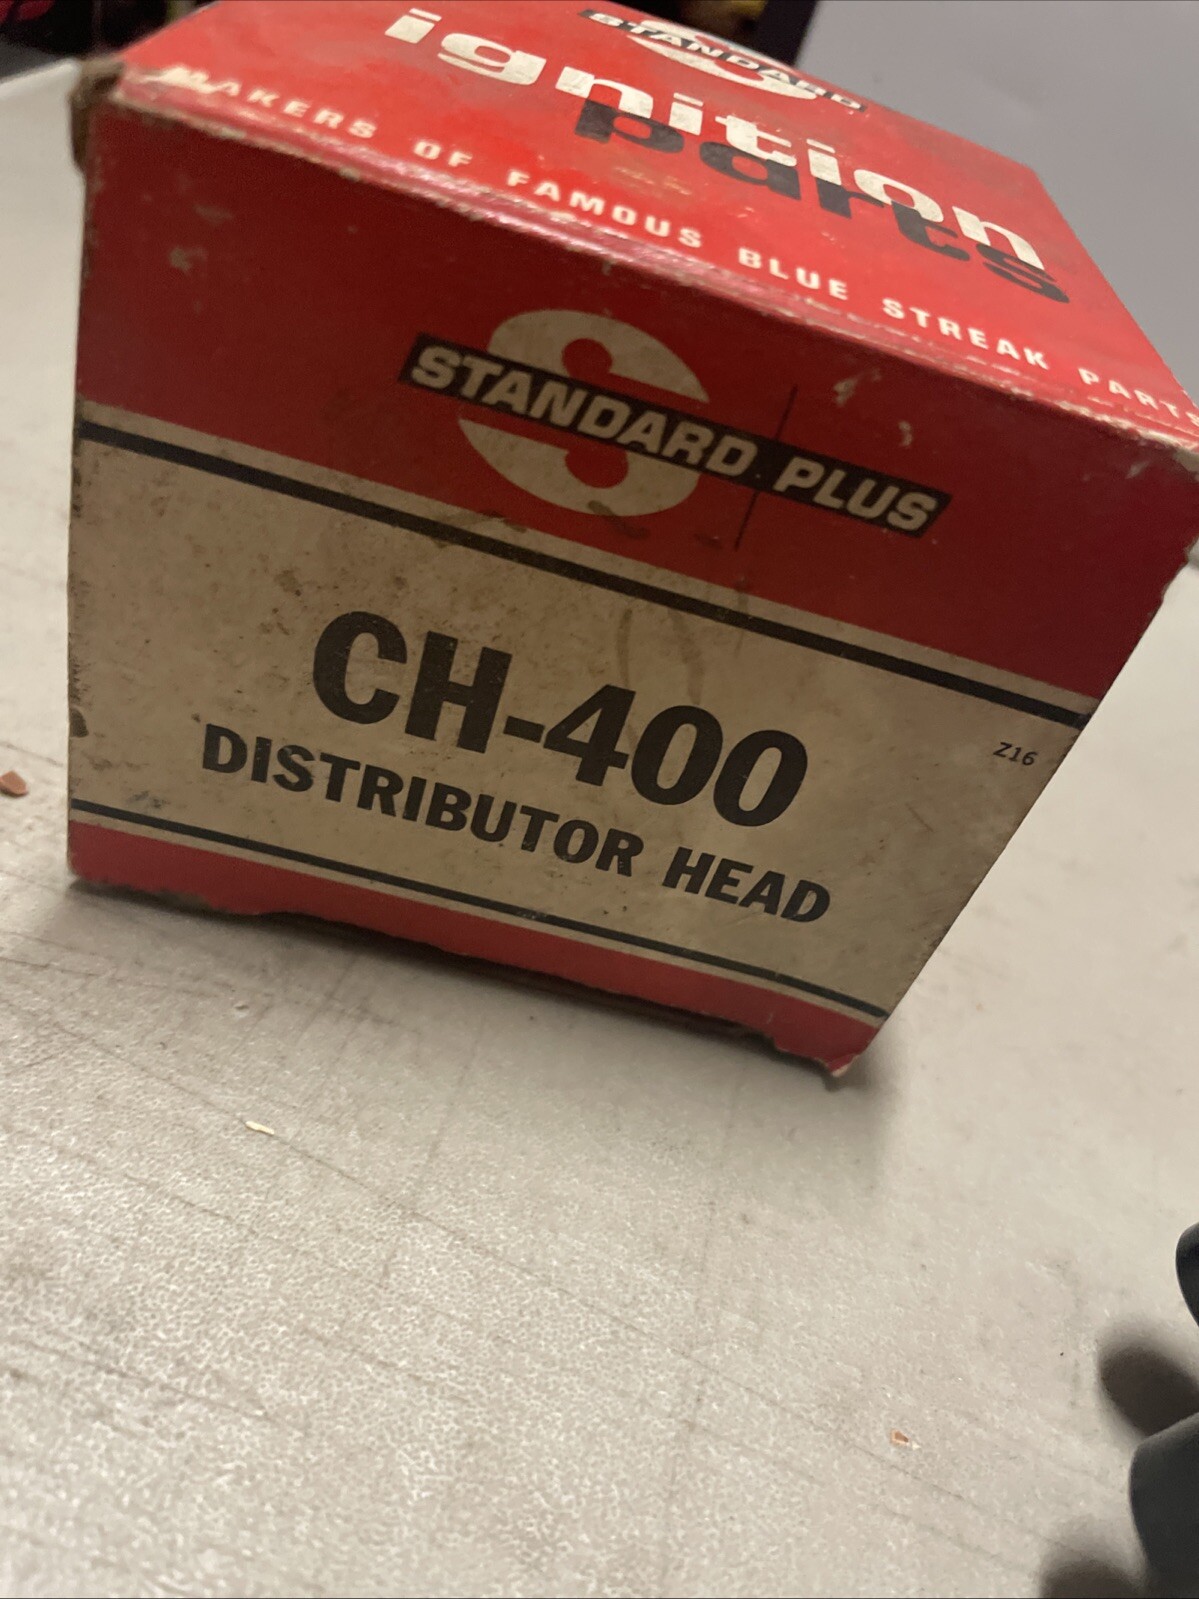 STANDARD
ignition
parts
MAKERS OF FAMOUS BLUE STREAK PARTS
STANDARD PLUS
CH-400
Z16
DISTRIBUTOR HEAD